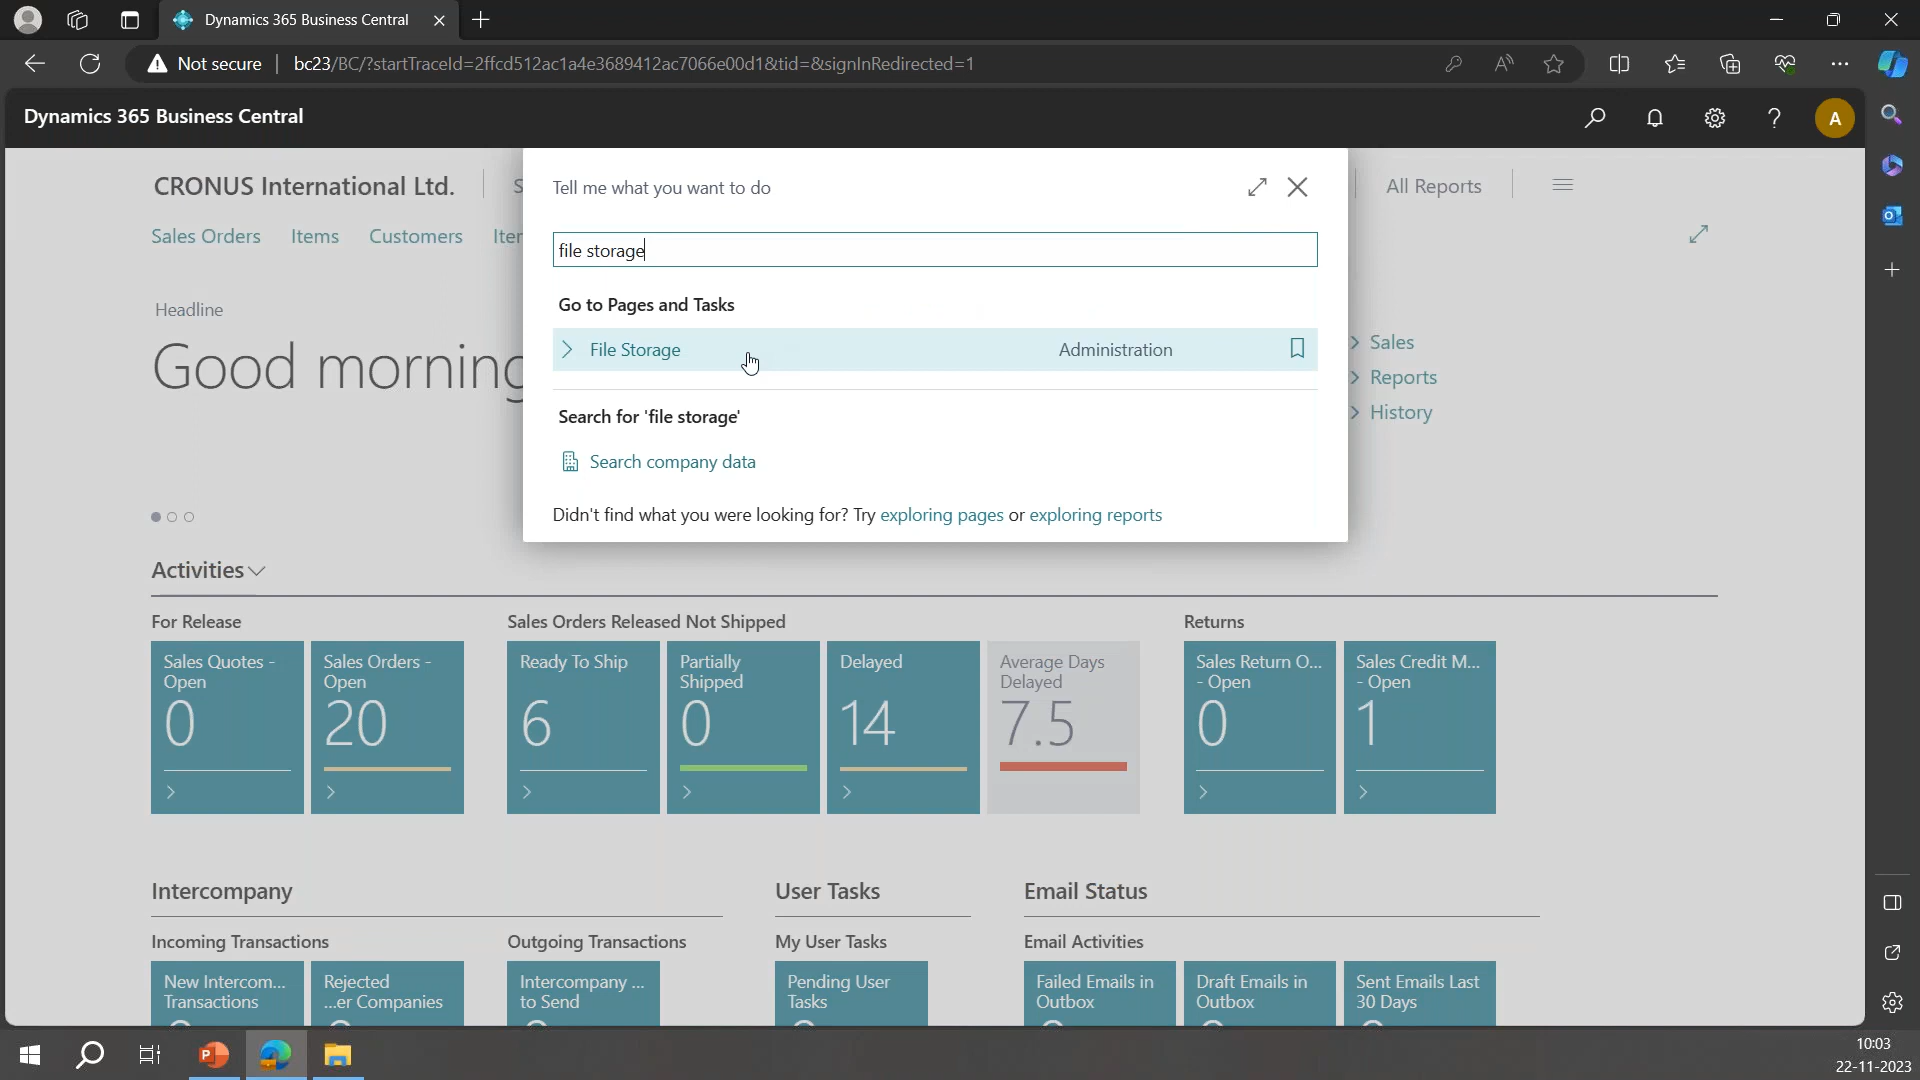 Dynamics 365 Business Central
Not secure
bc23/BC/?startTraceId=2ffcd512ac1a4e3689412ac7066e00d1&tid=&signInRedirected=1
Dynamics 365 Business Central
A
CRONUS International Ltd.
S
All Reports
Sales Orders
Items
Customers
Iter
Tell me what you want to do
file storage
Go to Pages and Tasks
File Storage
Administration
Search for 'file storage'
Search company data
Didn't find what you were looking for? Try exploring pages or exploring reports
Headline
Good morning
Sales
Reports
History
Activities
For Release
Sales Orders Released Not Shipped
Returns
Sales Quotes -
Open
0
Sales Orders -
Open
20
Ready To Ship
6
Partially
Shipped
0
Delayed
14
Average Days
Delayed
7.5
Sales Return O...
- Open
0
Sales Credit M...
- Open
1
Intercompany
User Tasks
Email Status
Incoming Transactions
Outgoing Transactions
My User Tasks
Email Activities
New Intercom...
Transactions
Rejected
...er Companies
Intercompany ...
to Send
Pending User
Tasks
Failed Emails in
Outbox
Draft Emails in
Outbox
Sent Emails Last
30 Days
10:03
22-11-2023